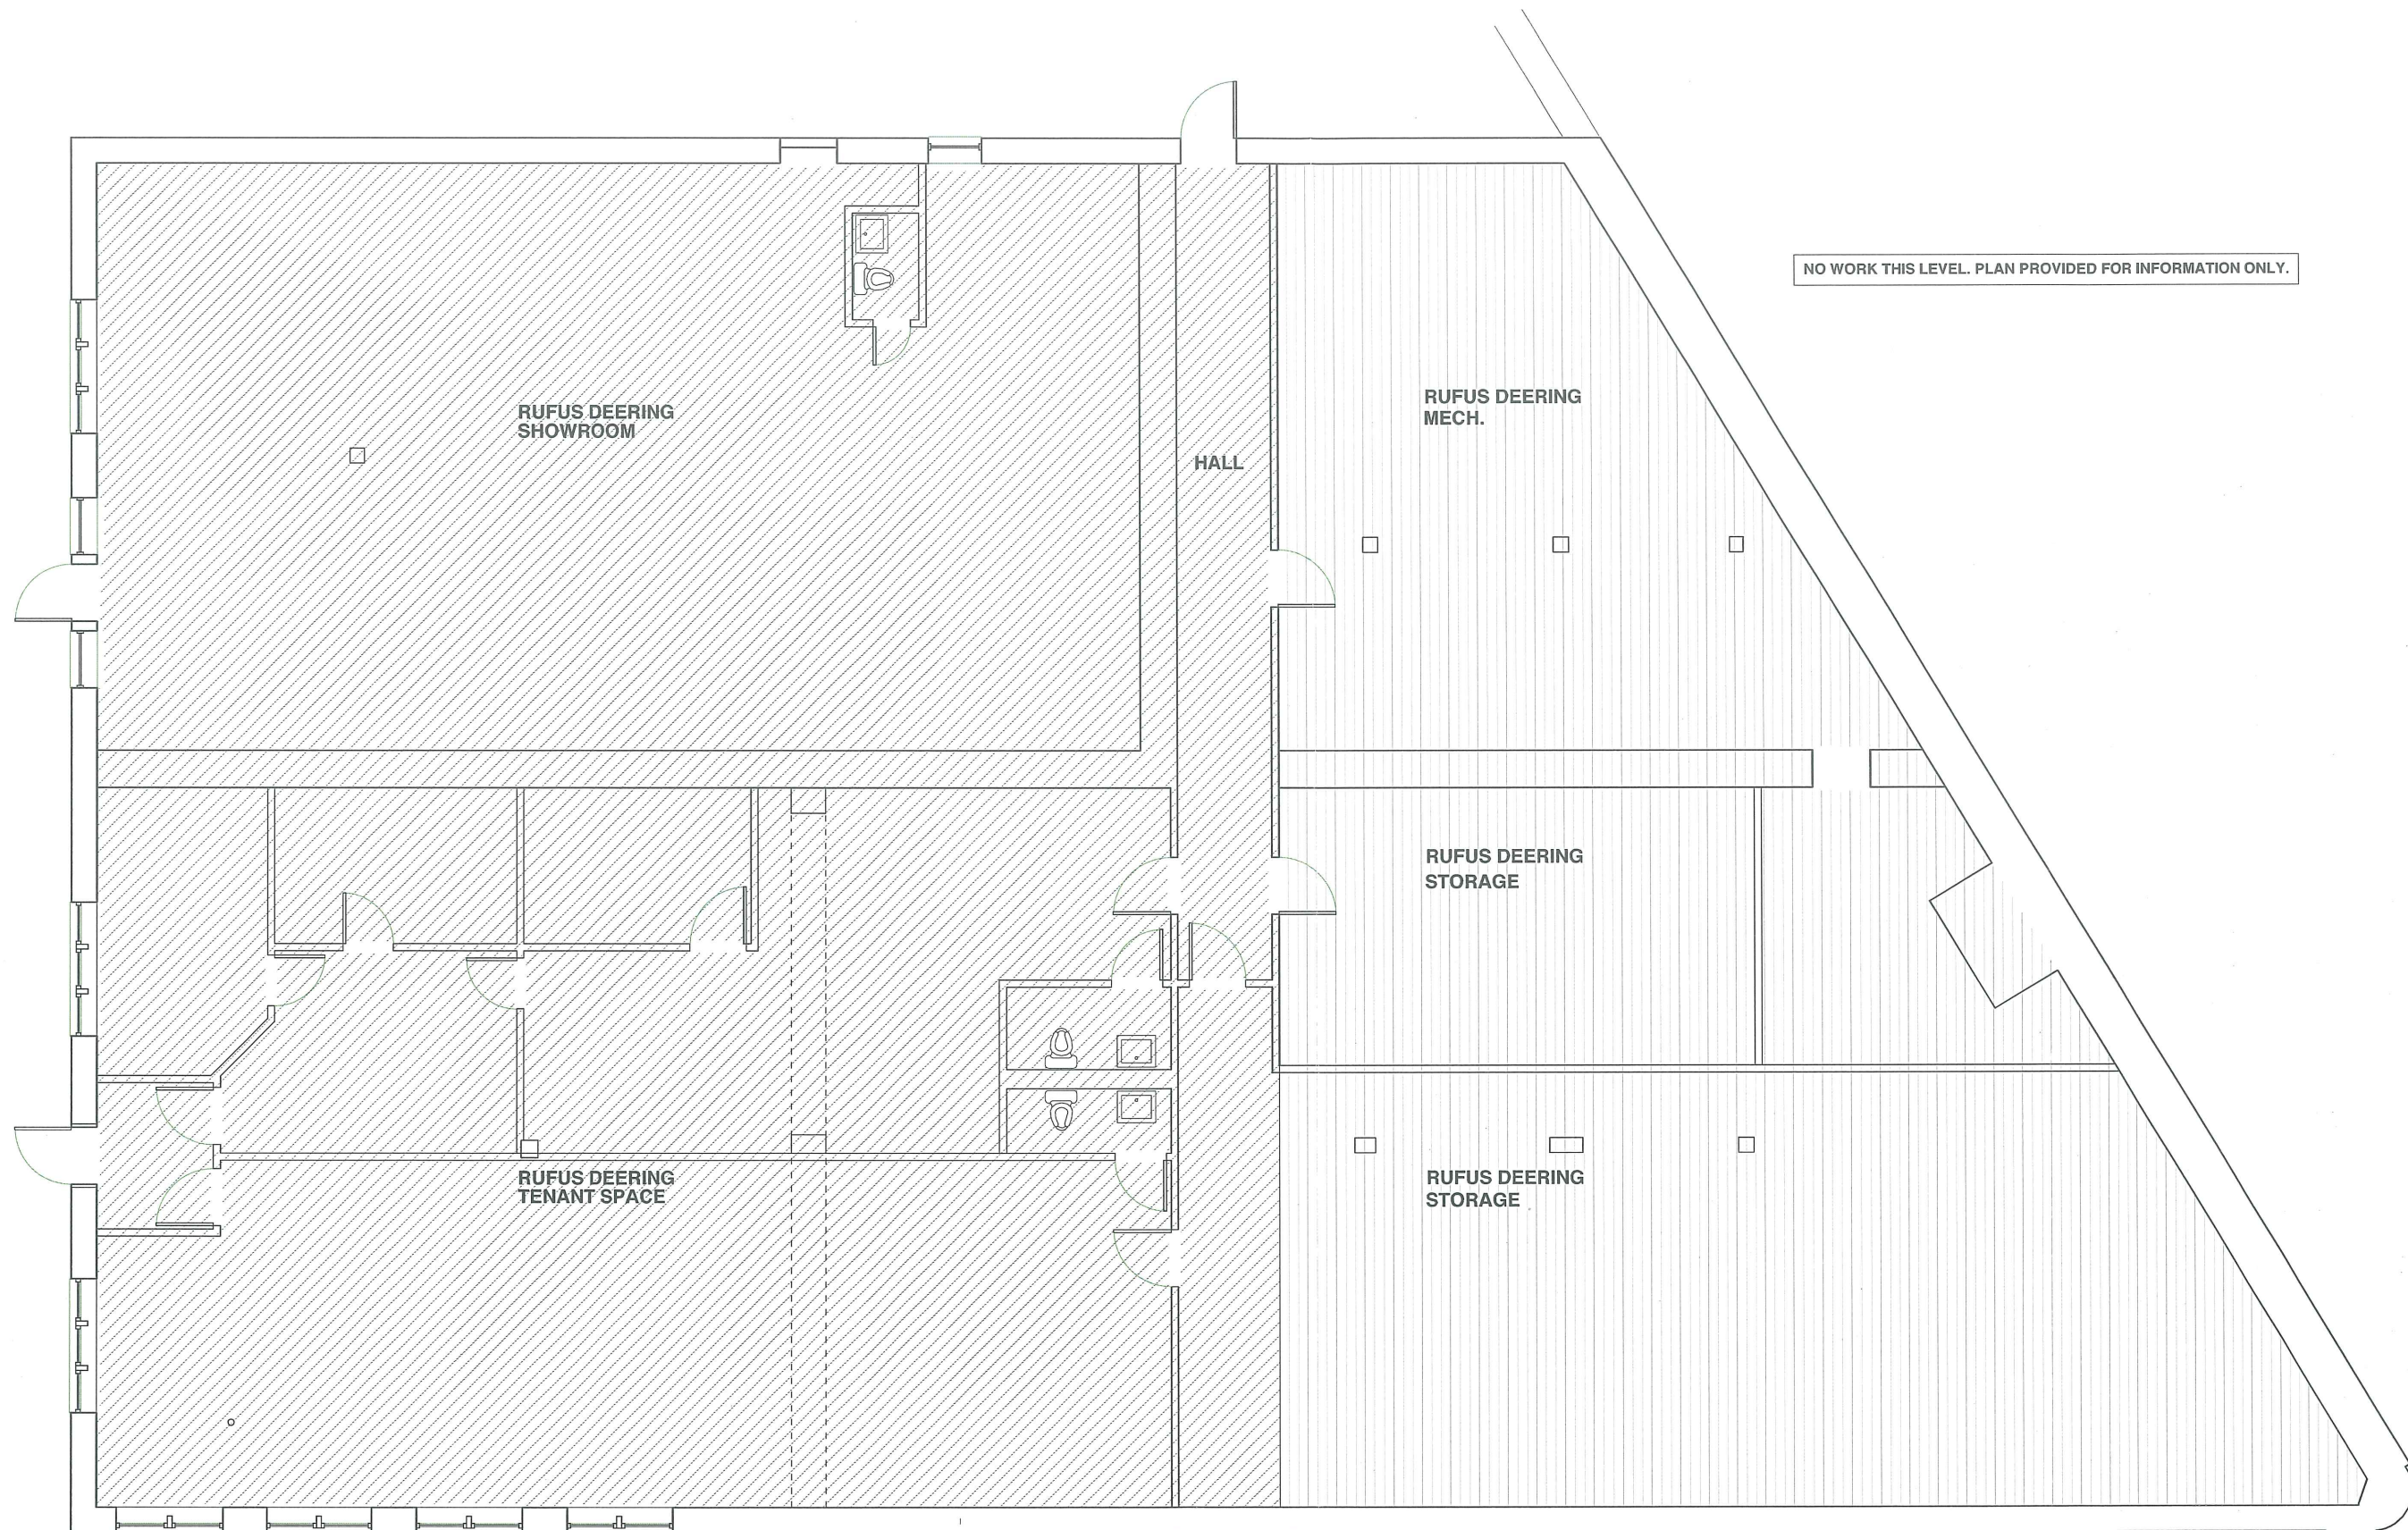 NO WORK THIS LEVEL. PLAN PROVIDED FOR INFORMATION ONLY.
RUFUS DEERING
SHOWROOM
RUFUS DEERING
MECH.
HALL
RUFUS DEERING
STORAGE
RUFUS DEERING
TENANT SPACE
RUFUS DEERING
STORAGE